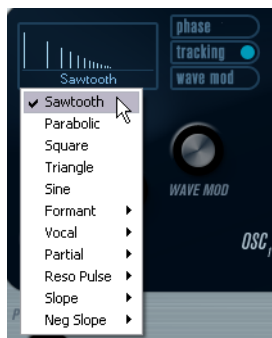 phase
tracking
wave mod
Sawtooth
Sawtooth
Parabolic
Square
Triangle
Sine
Formant
Vocal
Partial
Reso Pulse
Slope
Neg Slope
WAVE MOD
OSC